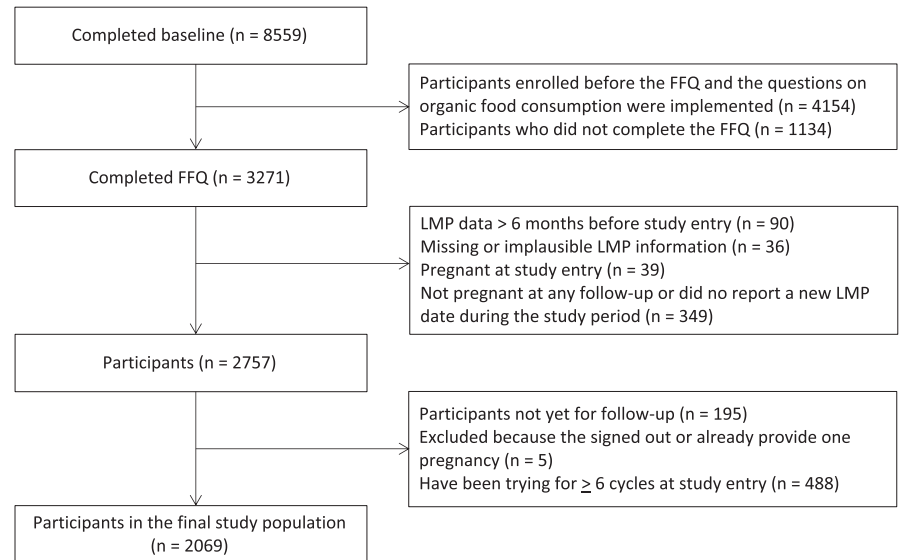 Completed baseline (n = 8559)
Participants enrolled before the FFQ and the questions on
organic food consumption were implemented (n = 4154)
Participants who did not complete the FFQ (n = 1134)
Completed FFQ (n = 3271)
LMP data > 6 months before study entry (n = 90)
Missing or implausible LMP information (n = 36)
Pregnant at study entry (n = 39)
Not pregnant at any follow-up or did no report a new LMP
date during the study period (n = 349)
Participants (n = 2757)
Participants not yet for follow-up (n = 195)
Excluded because the signed out or already provide one
pregnancy (n = 5)
Have been trying for ≥ 6 cycles at study entry (n = 488)
Participants in the final study population
(n = 2069)